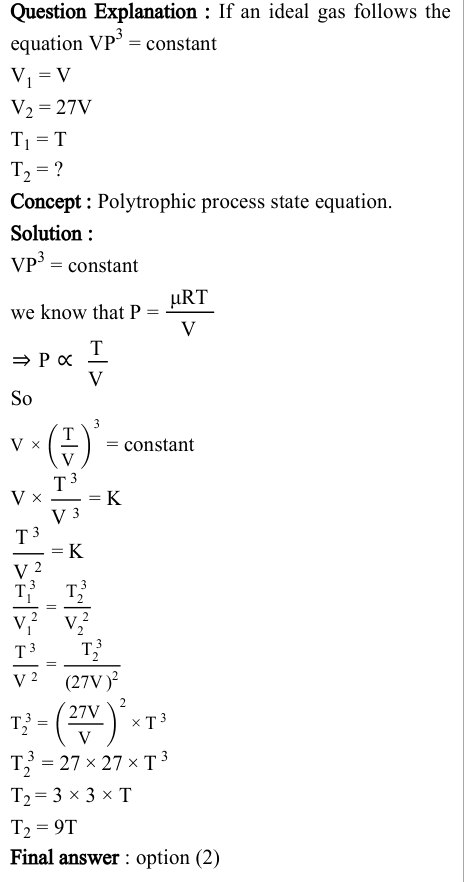 Question Explanation : If an ideal gas follows the
equation VP³ = constant
V₁ = V
V₂ = 27V
T₁ = T
T₂ = ?
Concept : Polytrophic process state equation.
Solution :
VP³ = constant
we know that P = μRT / V
⇒ P ∝ T / V
So
V × (T / V)³ = constant
V × T³ / V³ = K
T³ / V² = K
T₁³ / V₁² = T₂³ / V₂²
T³ / V² = T₂³ / (27V)²
T₂³ = (27V / V)² × T³
T₂³ = 27 × 27 × T³
T₂ = 3 × 3 × T
T₂ = 9T
Final answer : option (2)